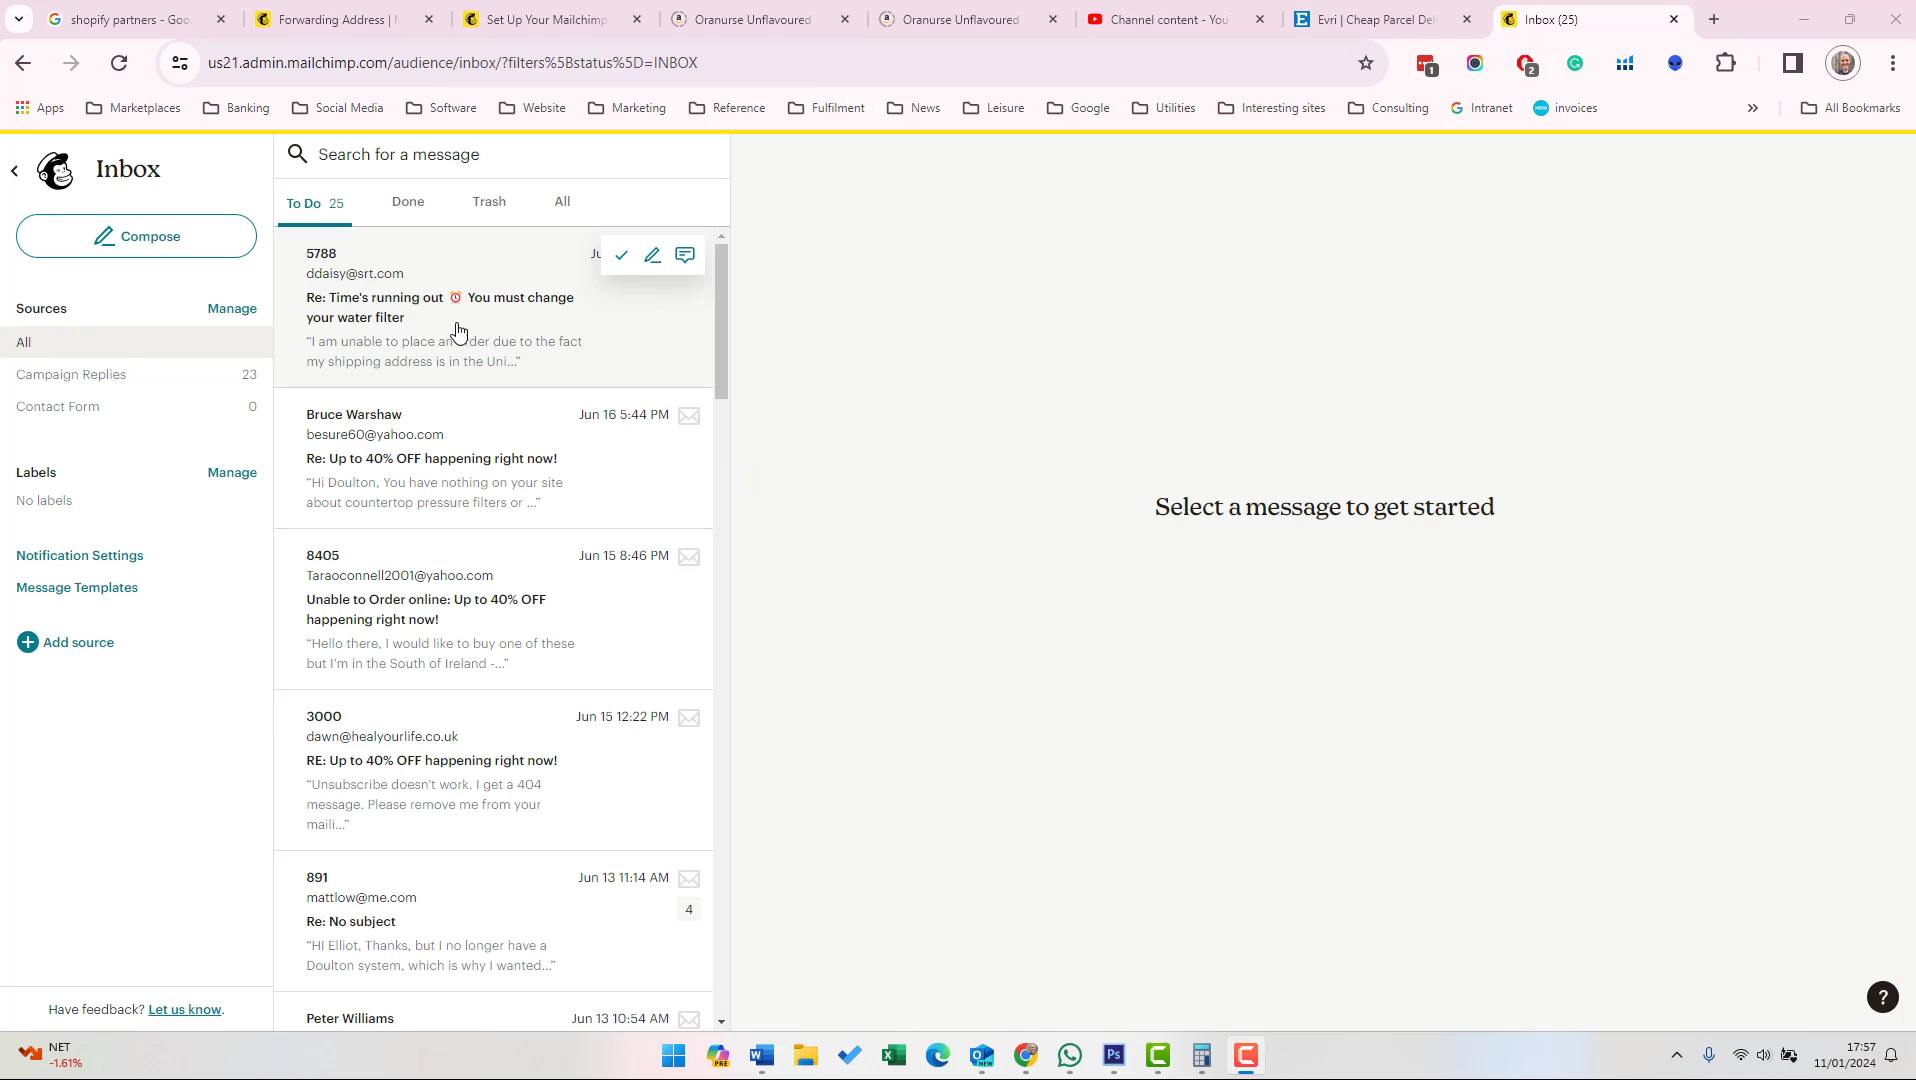 shopify partners - Goo
Forwarding Address | M
Set Up Your Mailchimp
Oranurse Unflavoured
Oranurse Unflavoured
Channel content - You
Evri | Cheap Parcel Del
Inbox (25)
us21.admin.mailchimp.com/audience/inbox/?filters%5Bstatus%5D=INBOX
1
2
Apps
Marketplaces
Banking
Social Media
Software
Website
Marketing
Reference
Fulfilment
News
Leisure
Google
Utilities
Interesting sites
Consulting
Intranet
invoices
All Bookmarks
Inbox
Compose
Sources
Manage
All
Campaign Replies
23
Contact Form
0
Labels
Manage
No labels
Notification Settings
Message Templates
Add source
Have feedback? Let us know.
Search for a message
To Do 25
Done
Trash
All
5788
Ju
ddaisy@srt.com
Re: Time's running out ⏰ You must change
your water filter
“I am unable to place an order due to the fact
my shipping address is in the Uni...”
Bruce Warshaw
Jun 16 5:44 PM
besure60@yahoo.com
Re: Up to 40% OFF happening right now!
“Hi Doulton, You have nothing on your site
about countertop pressure filters or ...”
8405
Jun 15 8:46 PM
Taraoconnell2001@yahoo.com
Unable to Order online: Up to 40% OFF
happening right now!
“Hello there, I would like to buy one of these
but I'm in the South of Ireland -...”
3000
Jun 15 12:22 PM
dawn@healyourlife.co.uk
RE: Up to 40% OFF happening right now!
“Unsubscribe doesn't work. I get a 404
message. Please remove me from your
maili...”
891
Jun 13 11:14 AM
mattlow@me.com
4
Re: No subject
“HI Elliot, Thanks, but I no longer have a
Doulton system, which is why I wanted...”
Peter Williams
Jun 13 10:54 AM
Select a message to get started
?
NET
-1.61%
PRE
NEW
Ps
17:57
11/01/2024